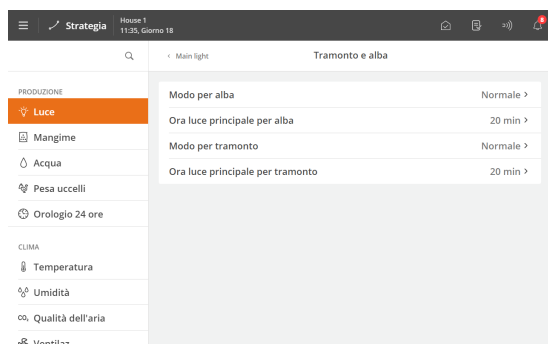 Strategia
House 1
11:35, Giorno 18
8
Main light
Tramonto e alba
PRODUZIONE
Luce
Mangime
Acqua
Pesa uccelli
Orologio 24 ore
CLIMA
Temperatura
Umidità
CO₂ Qualità dell'aria
Ventilaz
Modo per alba Normale
Ora luce principale per alba 20 min
Modo per tramonto Normale
Ora luce principale per tramonto 20 min